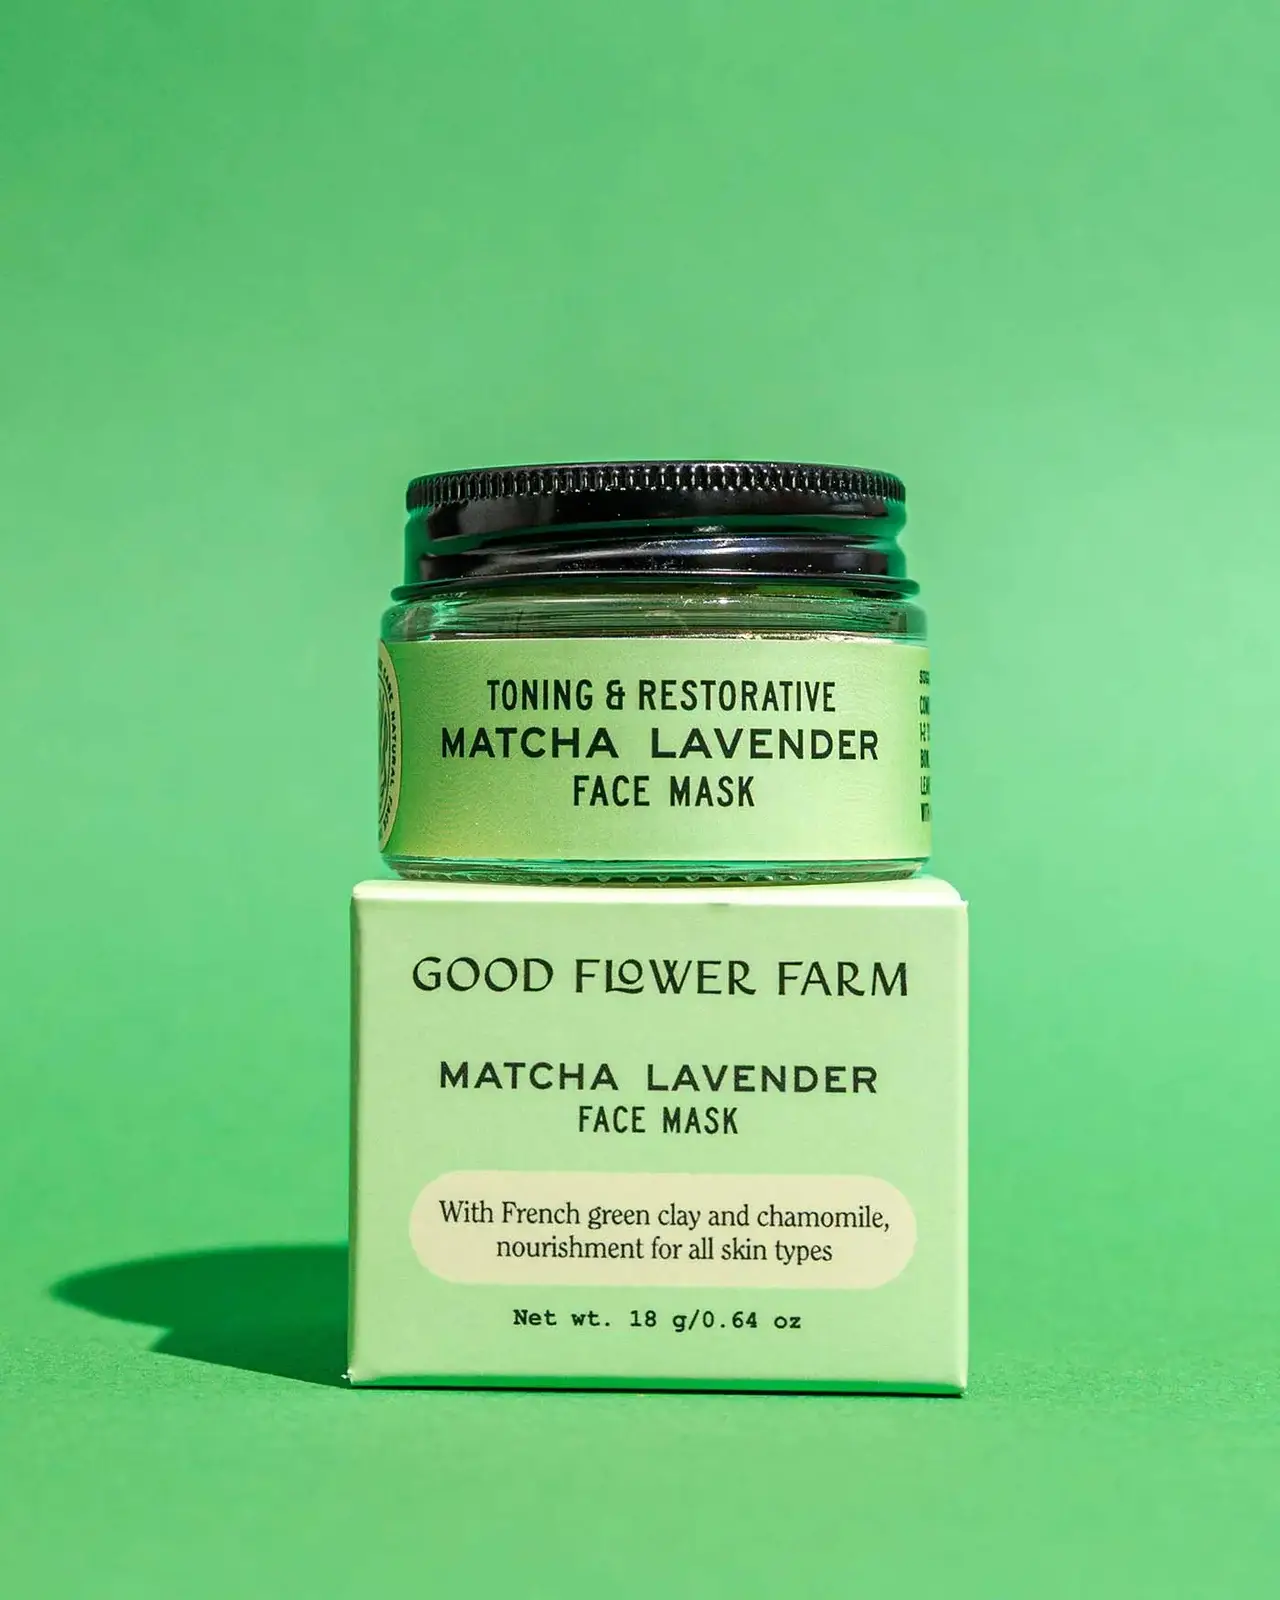 TONING & RESTORATIVE
MATCHA LAVENDER
FACE MASK
NATURAL
GOOD FLOWER FARM
MATCHA LAVENDER
FACE MASK
With French green clay and chamomile,
nourishment for all skin types
Net wt. 18 g/0.64 oz